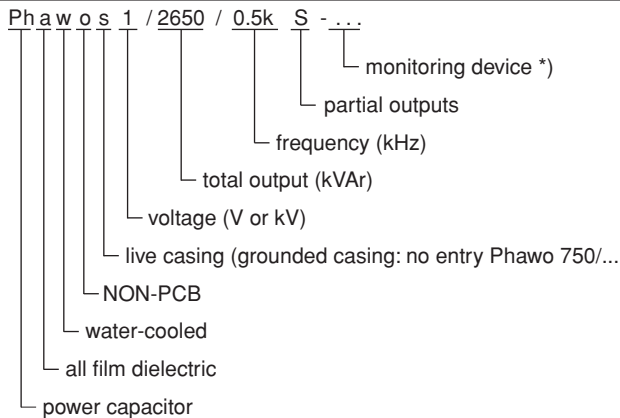 Ph a w o s 1 / 2650 / 0.5k S - ...
monitoring device *)
partial outputs
frequency (kHz)
total output (kVAr)
voltage (V or kV)
live casing (grounded casing: no entry Phawo 750/...
NON-PCB
water-cooled
all film dielectric
power capacitor